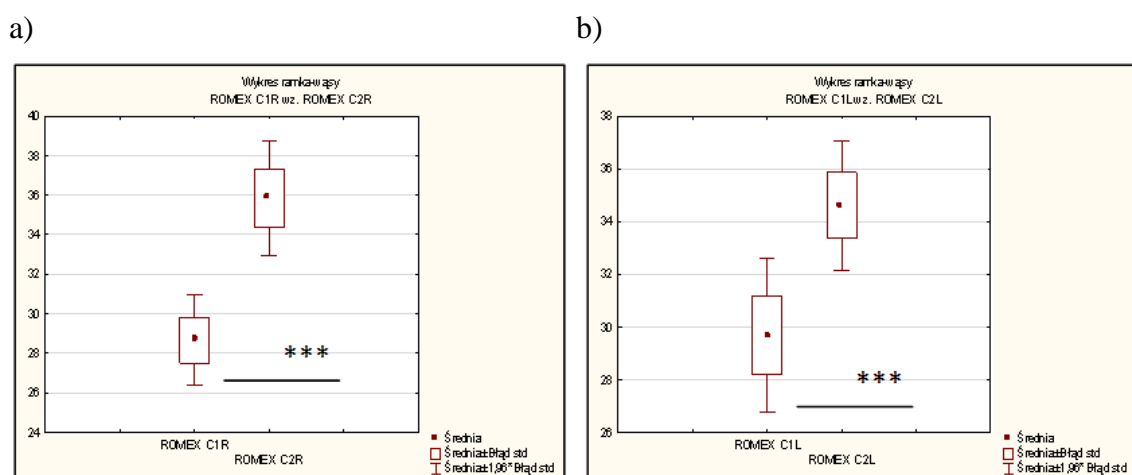 a)
b)
Wykres ramka-wąsy
ROMEX C1R wz. ROMEX C2R
40
38
36
34
32
30
28
26
24
***
ROMEX C1R
ROMEX C2R
Średnia
Średnia±Błąd std
Średnia±1,96*Błąd std
Wykres ramka-wąsy
ROMEX C1L wz. ROMEX C2L
38
36
34
32
30
28
26
***
ROMEX C1L
ROMEX C2L
Średnia
Średnia±Błąd std
Średnia±1,96*Błąd std